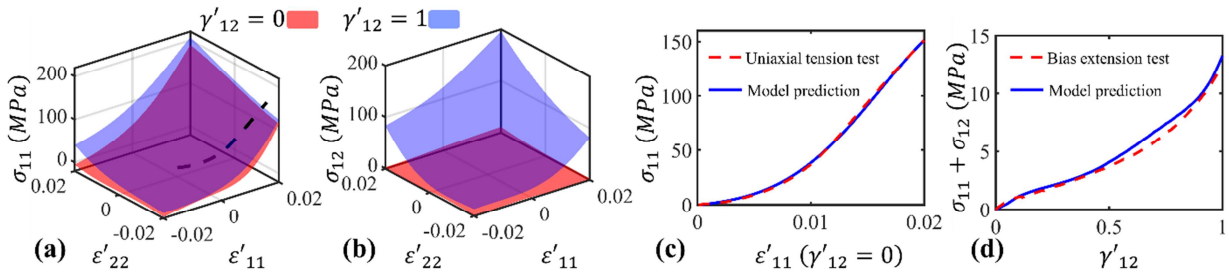 γ′₁₂ = 0 γ′₁₂ = 1
σ₁₁ (MPa)
200
100
0
0.02
0
-0.02
-0.02
0
0.02
ε′₂₂
ε′₁₁
(a)
σ₁₂ (MPa)
200
100
0
0.02
0
-0.02
-0.02
0
0.02
ε′₂₂
ε′₁₁
(b)
σ₁₁ (MPa)
150
100
50
0
Uniaxial tension test
Model prediction
0 0.01 0.02
ε′₁₁ (γ′₁₂ = 0)
(c)
σ₁₁ + σ₁₂ (MPa)
15
10
5
0
Bias extension test
Model prediction
0 0.5 1
γ′₁₂
(d)